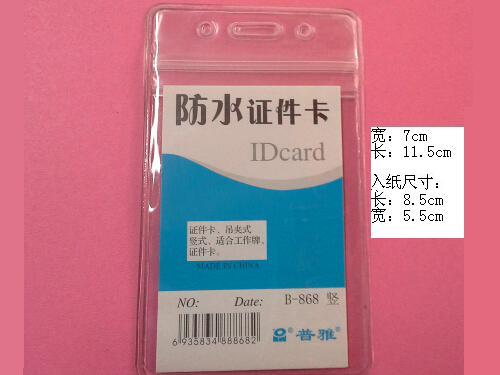 防水证件卡
IDcard
证件卡、吊夹式
竖式、适合工作牌、
证件卡。
MADE IN CHINA
NO: Date: B-868 竖
6 935834 888682
普雅
宽: 7cm
长: 11.5cm
入纸尺寸:
长: 8.5cm
宽: 5.5cm